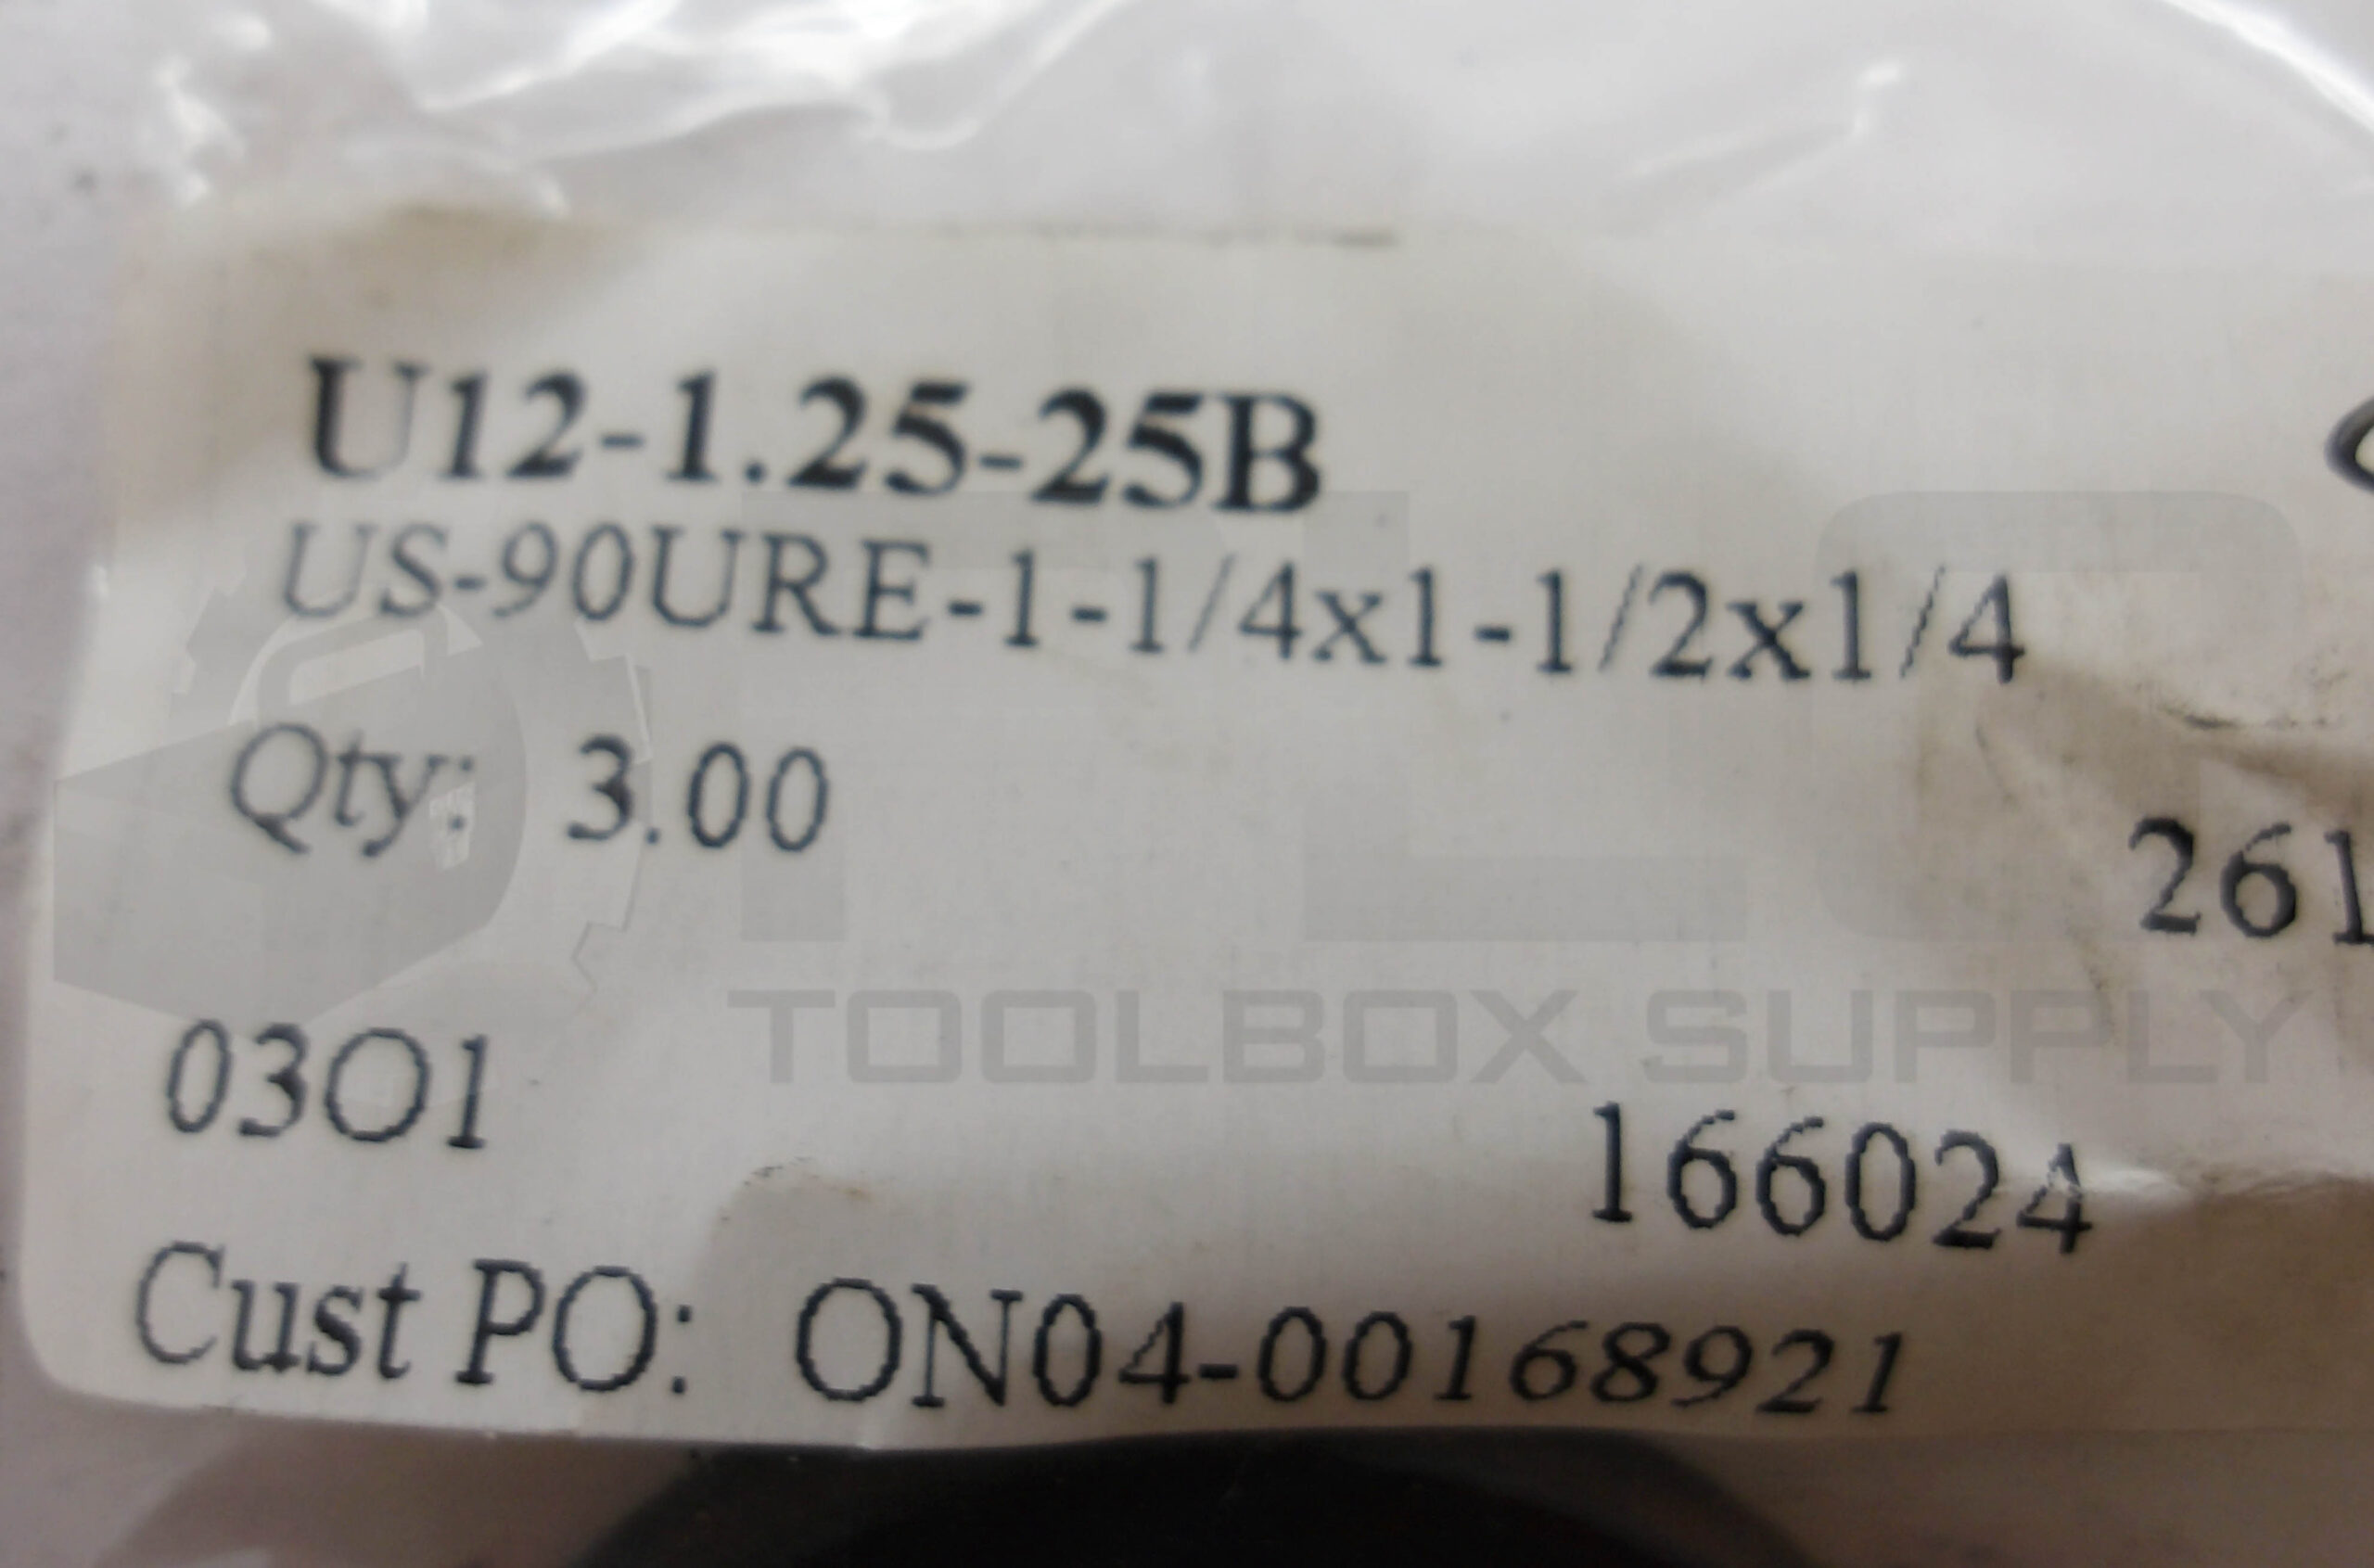 U12-1.25-25B
US-90URE-1-1/4x1-1/2x1/4
Qty: 3.00
261
TOOLBOX SUPPLY
03O1
166024
Cust PO: ON04-00168921